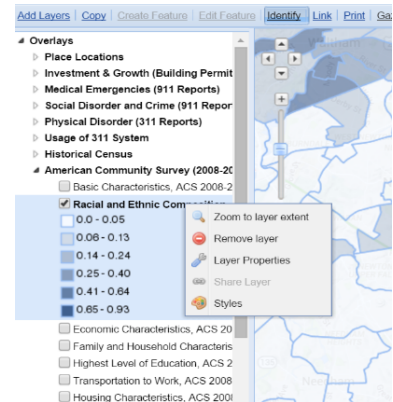 Add Layers Copy Create Feature Edit Feature Identify Link Print Gaz
Overlays
Place Locations
Investment & Growth (Building Permit
Medical Emergencies (911 Reports)
Social Disorder and Crime (911 Repor
Physical Disorder (311 Reports)
Usage of 311 System
Historical Census
American Community Survey (2008-20
Basic Characteristics, ACS 2008-2
Racial and Ethnic Composition
0.0 - 0.05
0.06 - 0.13
0.14 - 0.24
0.25 - 0.40
0.41 - 0.64
0.65 - 0.93
Economic Characteristics, ACS 20
Family and Household Characteris
Highest Level of Education, ACS 2
Transportation to Work, ACS 2008
Housing Characteristics, ACS 2008
Zoom to layer extent
Remove layer
Layer Properties
Share Layer
Styles